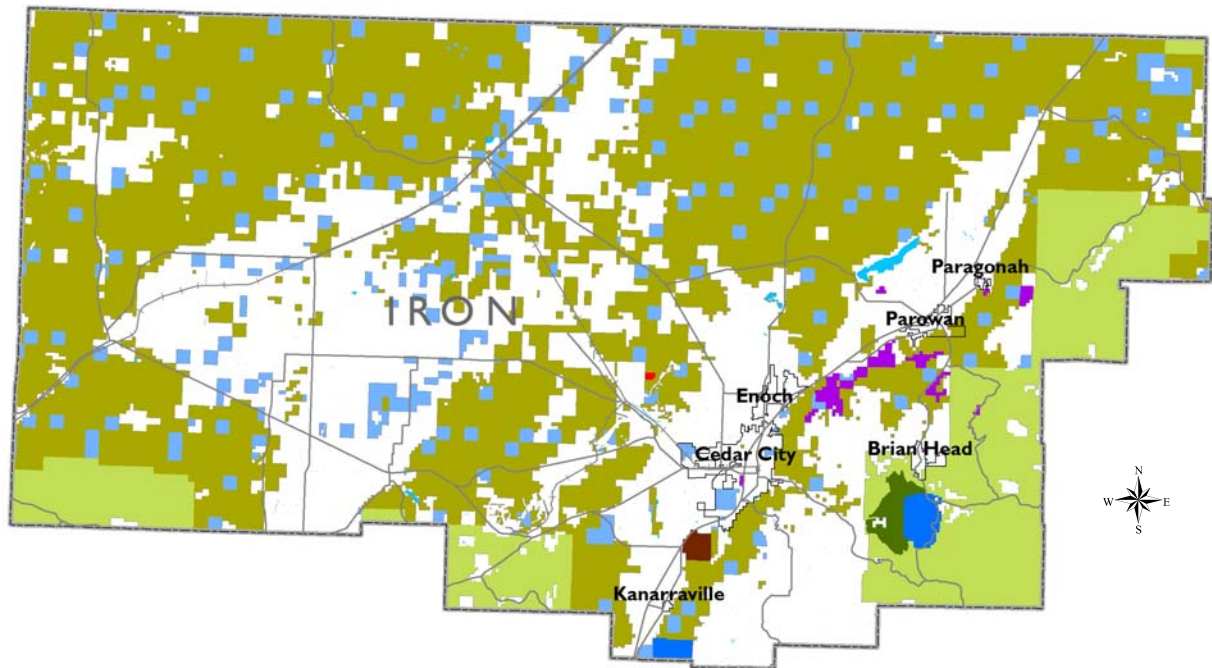 Paragonah
IRON
Parowan
Enoch
Brian Head
Cedar City
N
W E
S
Kanarraville